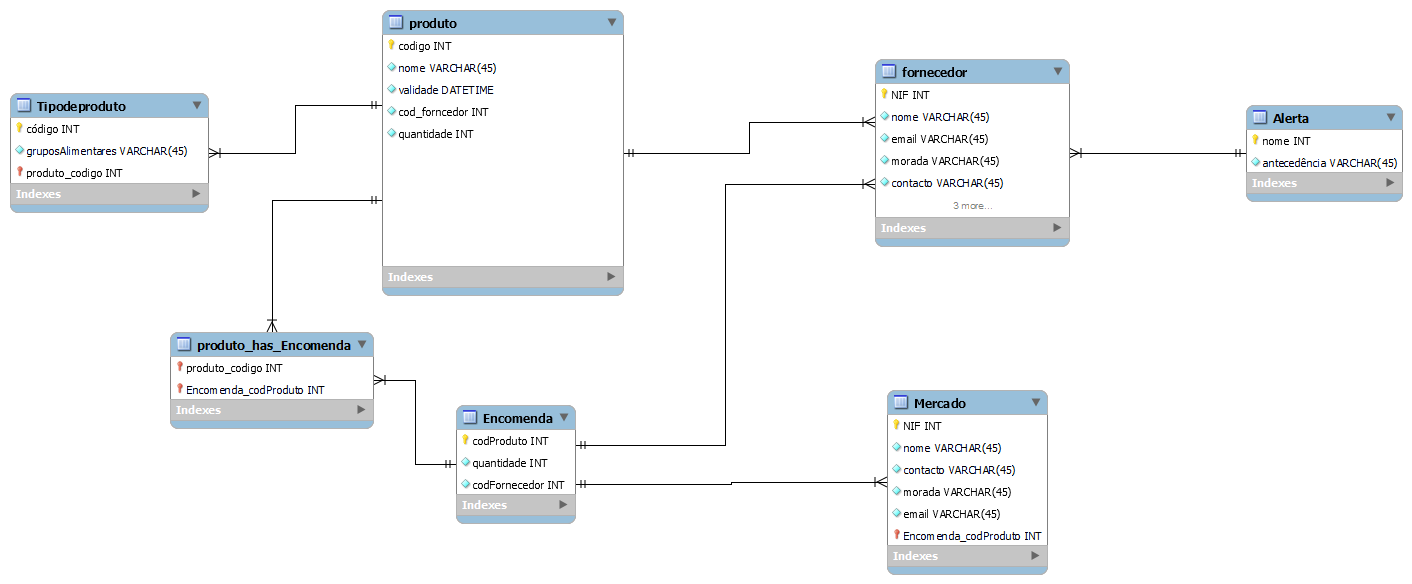 produto
codigo INT
nome VARCHAR(45)
validade DATETIME
cod_forncedor INT
quantidade INT
Indexes
Tipodeproduto
código INT
gruposAlimentares VARCHAR(45)
produto_codigo INT
Indexes
fornecedor
NIF INT
nome VARCHAR(45)
email VARCHAR(45)
morada VARCHAR(45)
contacto VARCHAR(45)
3 more...
Indexes
Alerta
nome INT
antecedência VARCHAR(45)
Indexes
produto_has_Encomenda
produto_codigo INT
Encomenda_codProduto INT
Indexes
Encomenda
codProduto INT
quantidade INT
codFornecedor INT
Indexes
Mercado
NIF INT
nome VARCHAR(45)
contacto VARCHAR(45)
morada VARCHAR(45)
email VARCHAR(45)
Encomenda_codProduto INT
Indexes